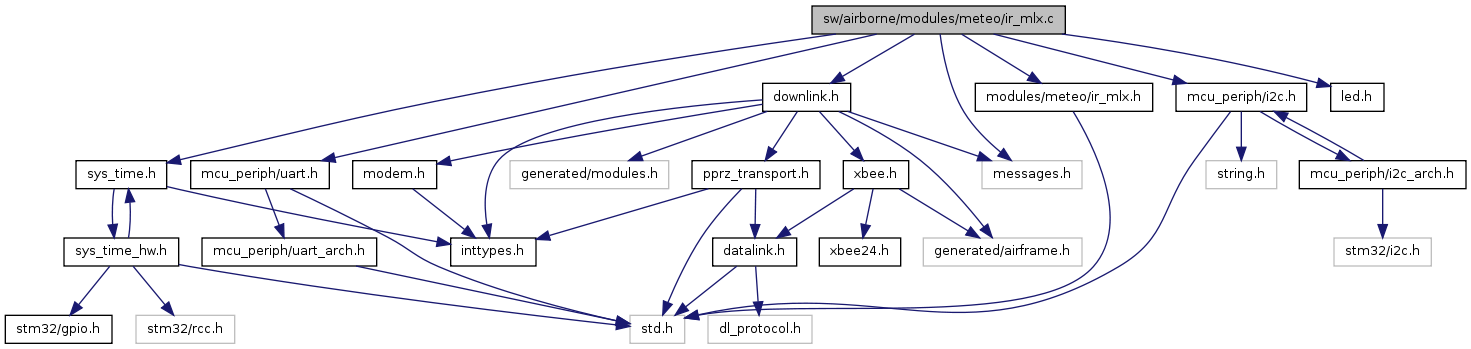 sw/airborne/modules/meteo/ir_mlx.c
downlink.h
modules/meteo/ir_mlx.h
mcu_periph/i2c.h
led.h
sys_time.h
mcu_periph/uart.h
modem.h
generated/modules.h
pprz_transport.h
xbee.h
messages.h
string.h
mcu_periph/i2c_arch.h
sys_time_hw.h
mcu_periph/uart_arch.h
inttypes.h
datalink.h
xbee24.h
generated/airframe.h
stm32/i2c.h
stm32/gpio.h
stm32/rcc.h
std.h
dl_protocol.h